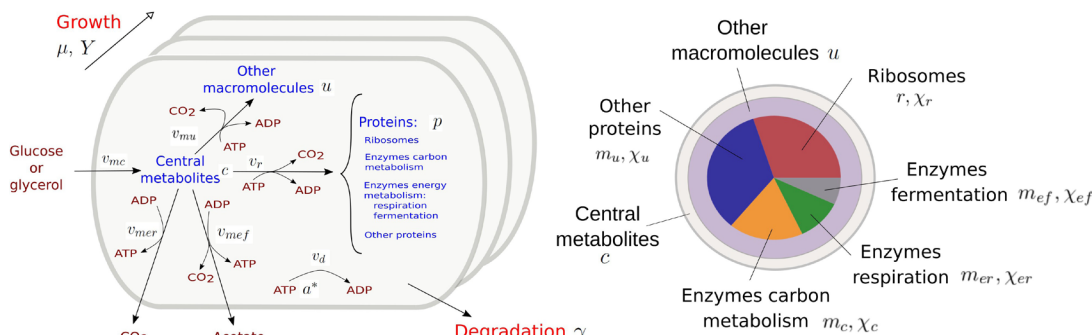 Growth
μ, Y
Other
macromolecules u
CO2
ADP
v_mu
ATP
Glucose
or
glycerol
v_mc
Central
metabolites c
v_r
CO2
ATP
ADP
Proteins: p
Ribosomes
Enzymes carbon
metabolism
Enzymes energy
metabolism:
respiration
fermentation
Other proteins
ADP
v_mer
ATP
ADP
v_mef
ATP
CO2
v_d
ATP a* ADP
CO2
Acetate
Degradation γ
Other
macromolecules u
Ribosomes
r, χ_r
Other
proteins
m_u, χ_u
Enzymes
fermentation m_ef, χ_ef
Central
metabolites
c
Enzymes
respiration m_er, χ_er
Enzymes carbon
metabolism m_c, χ_c